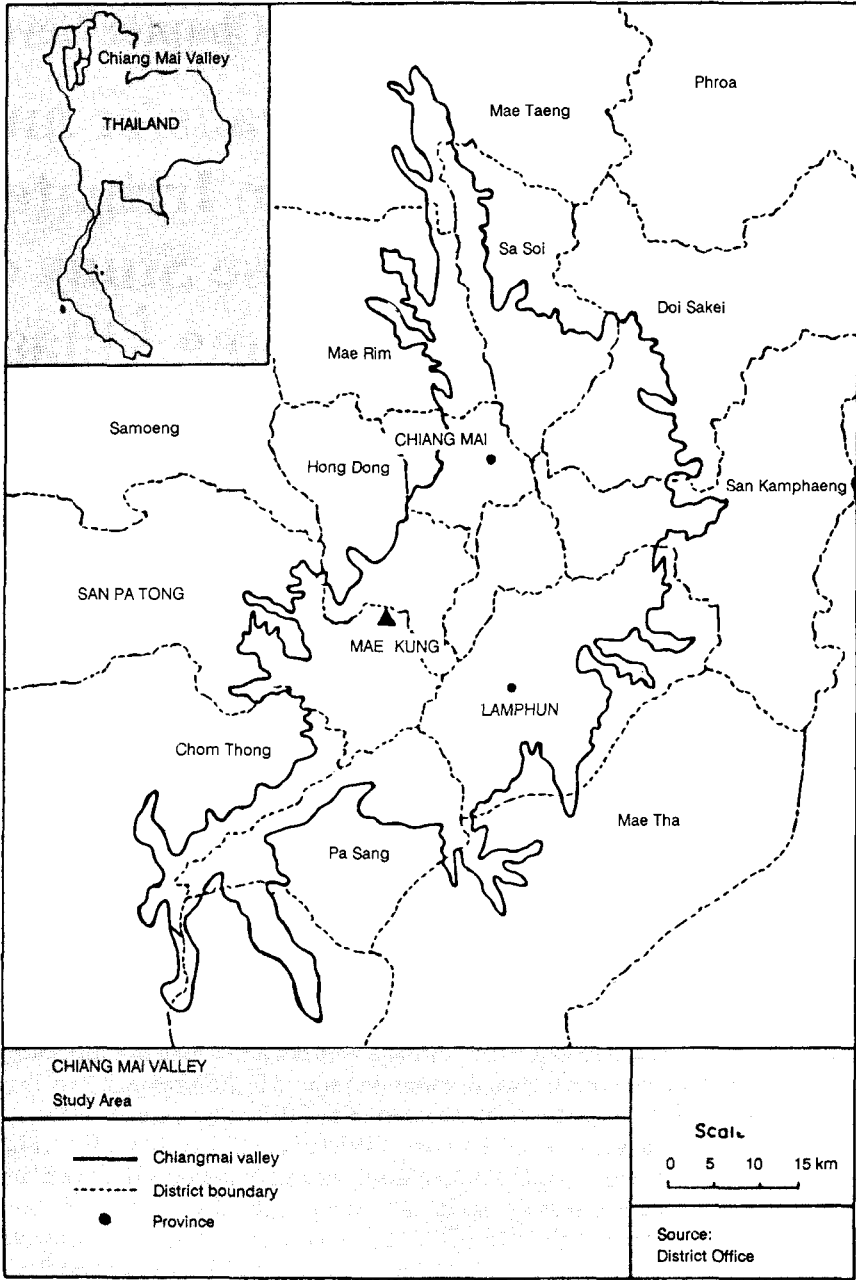 Chiang Mai Valley
THAILAND
Phroa
Mae Taeng
Sa Soi
Doi Sakei
Mae Rim
Samoeng
CHIANG MAI
Hong Dong
San Kamphaeng
SAN PA TONG
MAE KUNG
LAMPHUN
Chom Thong
Mae Tha
Pa Sang
CHIANG MAI VALLEY
Study Area
Chiangmai valley
District boundary
Province
Scale
0 5 10 15 km
Source:
District Office